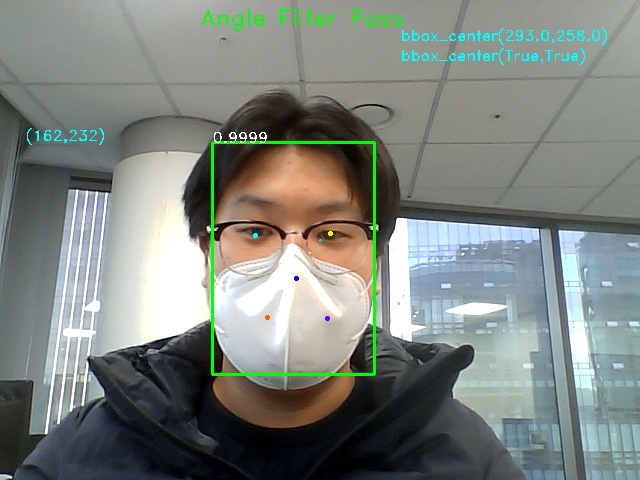 Angle Filter Pass
bbox_center(293.0,258.0)
bbox_center(True,True)
(162,232)
0.9999